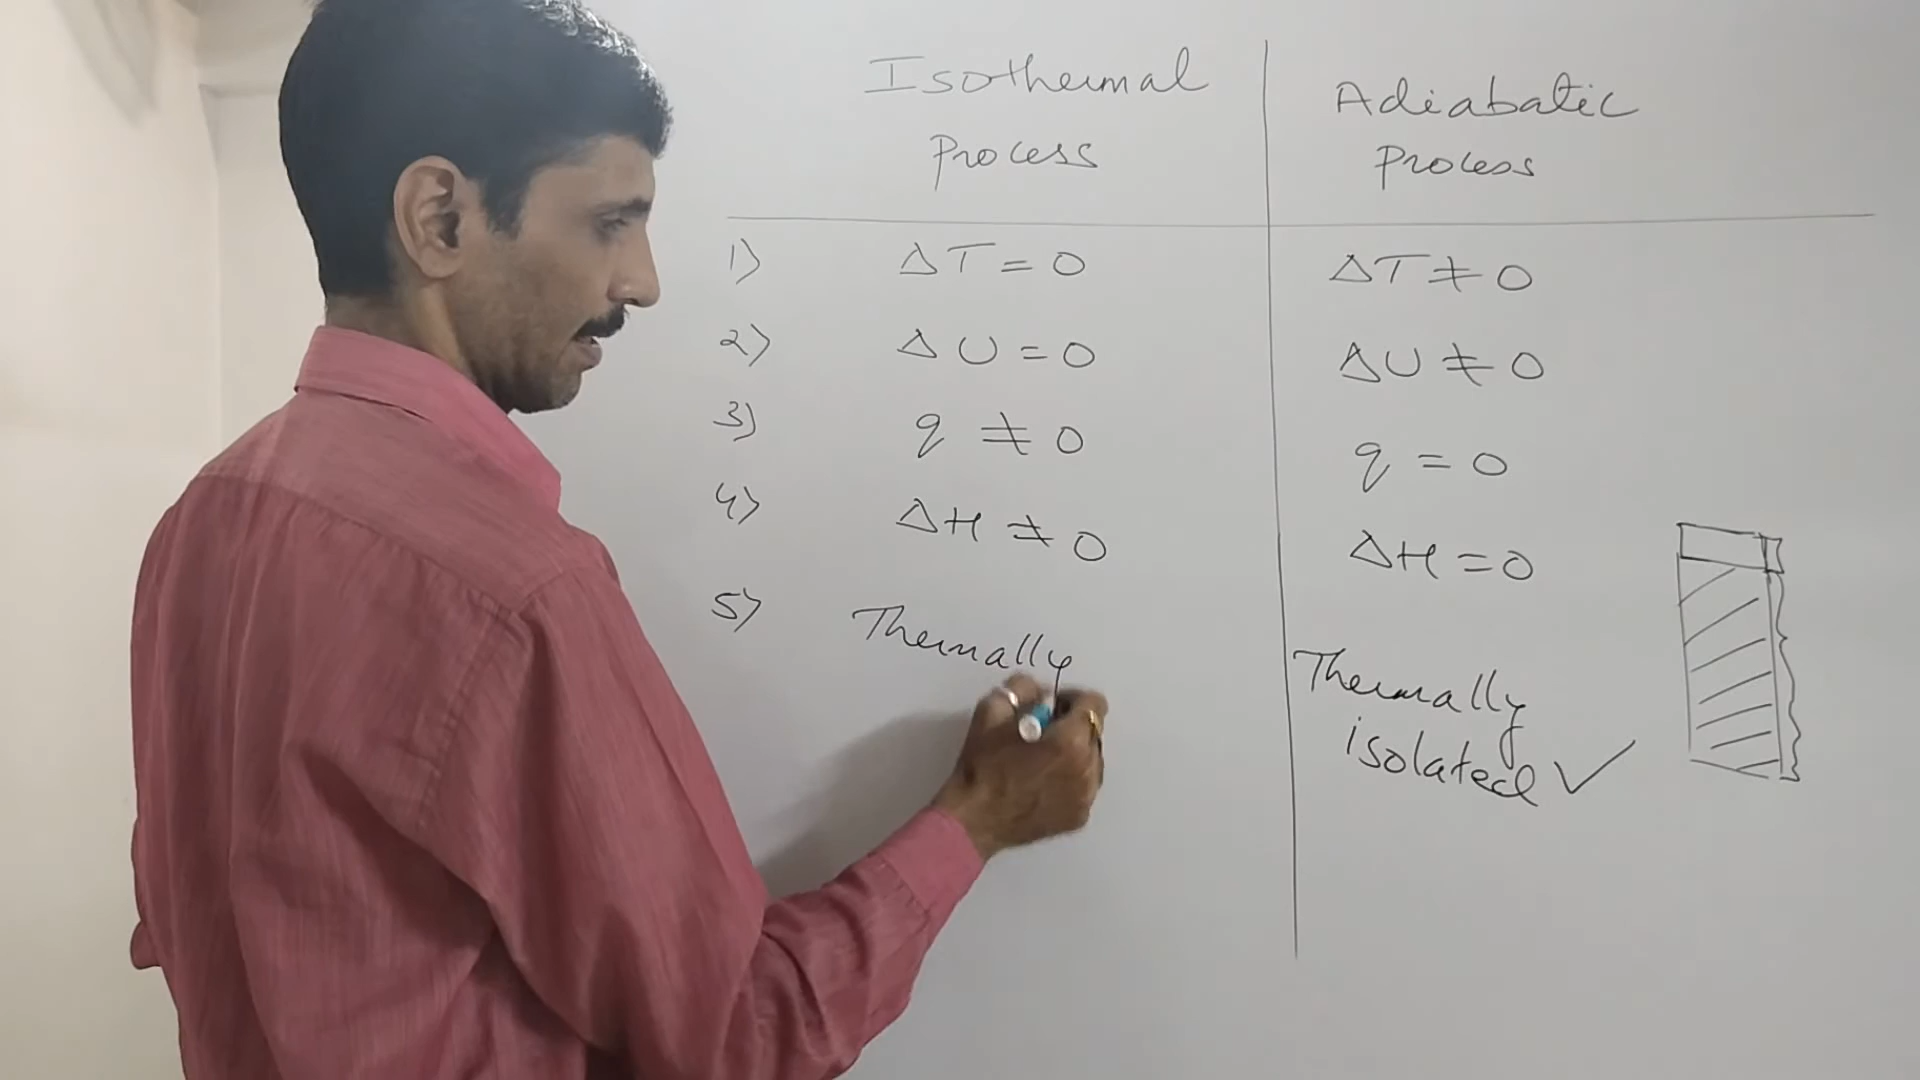 Isothermal
Process
Adiabatic
Process
1) ΔT = 0
ΔT ≠ 0
2) ΔU = 0
ΔU ≠ 0
3) q ≠ 0
q = 0
4) ΔH ≠ 0
ΔH = 0
5) Thermally
Thermally
isolated ✓